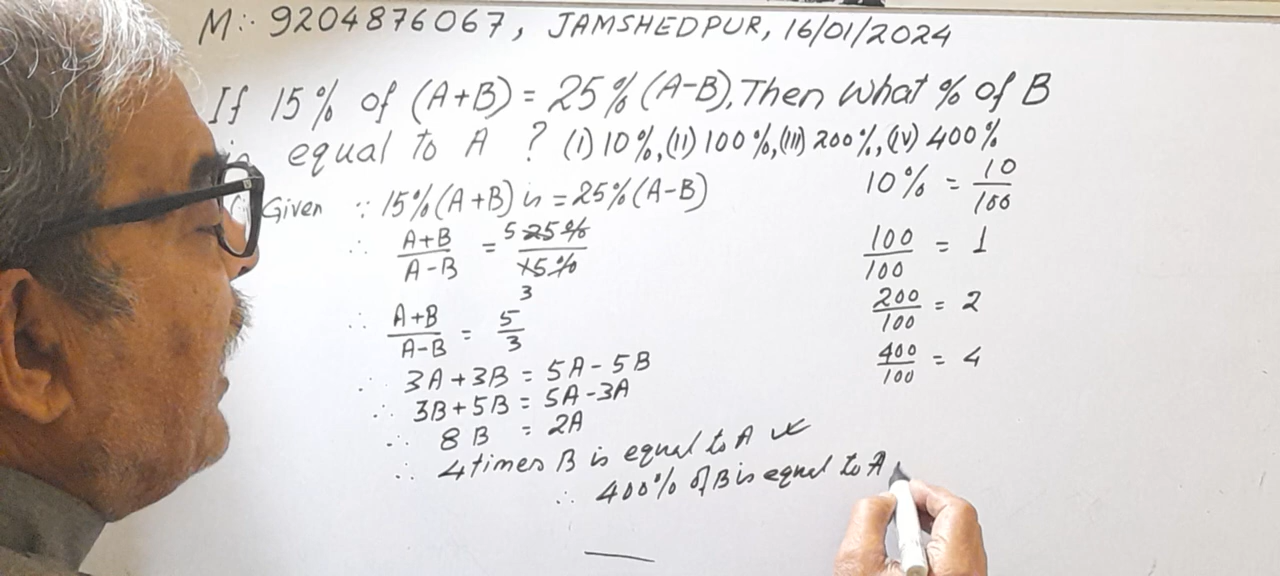 M:- 9204876067, JAMSHEDPUR, 16/01/2024
If 15% of (A+B) = 25% (A-B), Then What % of B
is equal to A ? (I) 10%, (II) 100%, (III) 200%, (IV) 400%
Given ∵ 15% (A+B) is = 25% (A-B)
∴ A+B/A-B = 5 25%/15% 3
∴ A+B/A-B = 5/3
∴ 3A+3B = 5A-5B
∴ 3B+5B = 5A-3A
∴ 8B = 2A
∴ 4 times B is equal to A
∴ 400% of B is equal to A
10% = 10/100
100/100 = 1
200/100 = 2
400/100 = 4